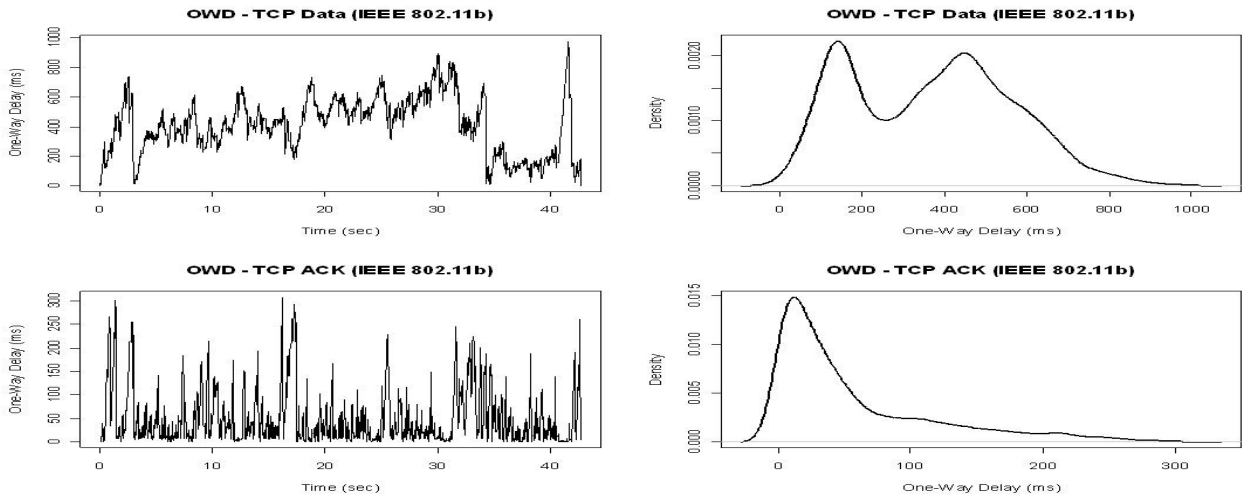 OWD - TCP Data (IEEE 802.11b)
One-Way Delay (ms)
1000
800
600
400
200
0
0 10 20 30 40
Time (sec)
OWD - TCP Data (IEEE 802.11b)
Density
0.0020
0.0010
0.0000
0 200 400 600 800 1000
One-Way Delay (ms)
OWD - TCP ACK (IEEE 802.11b)
One-Way Delay (ms)
300
250
200
150
100
50
0
0 10 20 30 40
Time (sec)
OWD - TCP ACK (IEEE 802.11b)
Density
0.015
0.010
0.005
0.000
0 100 200 300
One-Way Delay (ms)